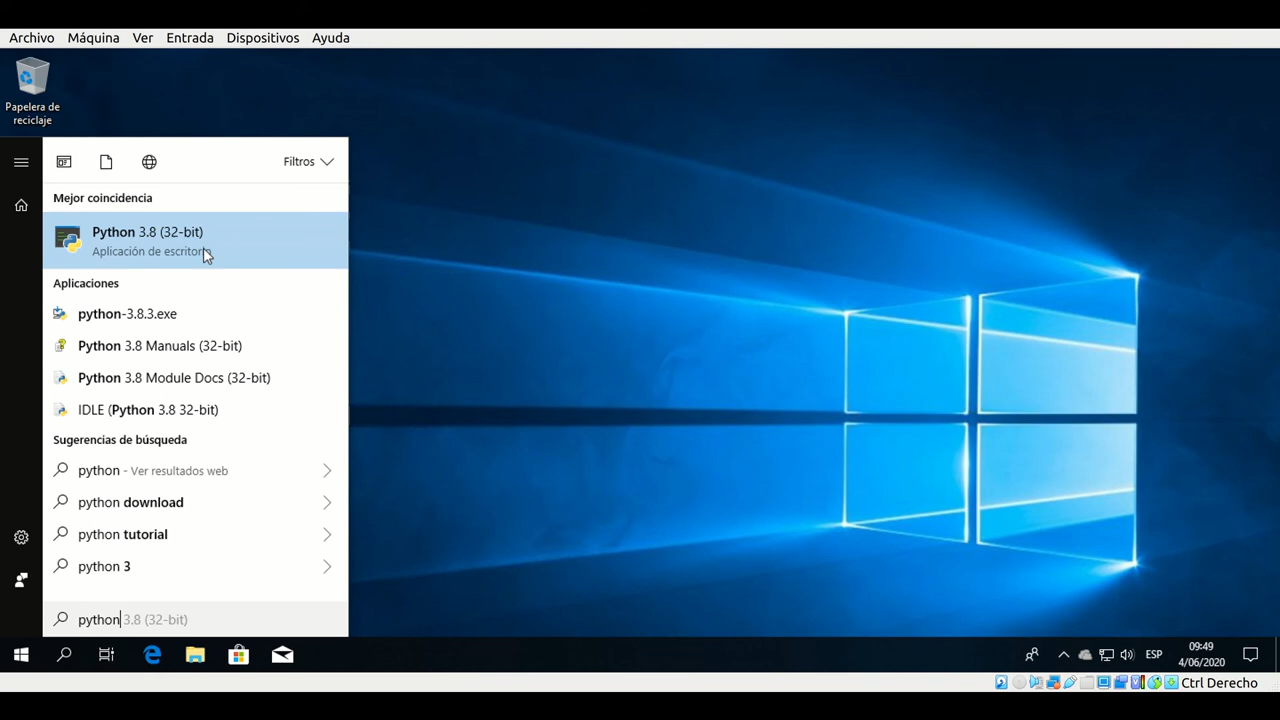 Archivo Máquina Ver Entrada Dispositivos Ayuda
Papelera de
reciclaje
Filtros
Mejor coincidencia
Python 3.8 (32-bit)
Aplicación de escritorio
Aplicaciones
python-3.8.3.exe
Python 3.8 Manuals (32-bit)
Python 3.8 Module Docs (32-bit)
IDLE (Python 3.8 32-bit)
Sugerencias de búsqueda
python - Ver resultados web
python download
python tutorial
python 3
python 3.8 (32-bit)
ESP
09:49
4/06/2020
Ctrl Derecho